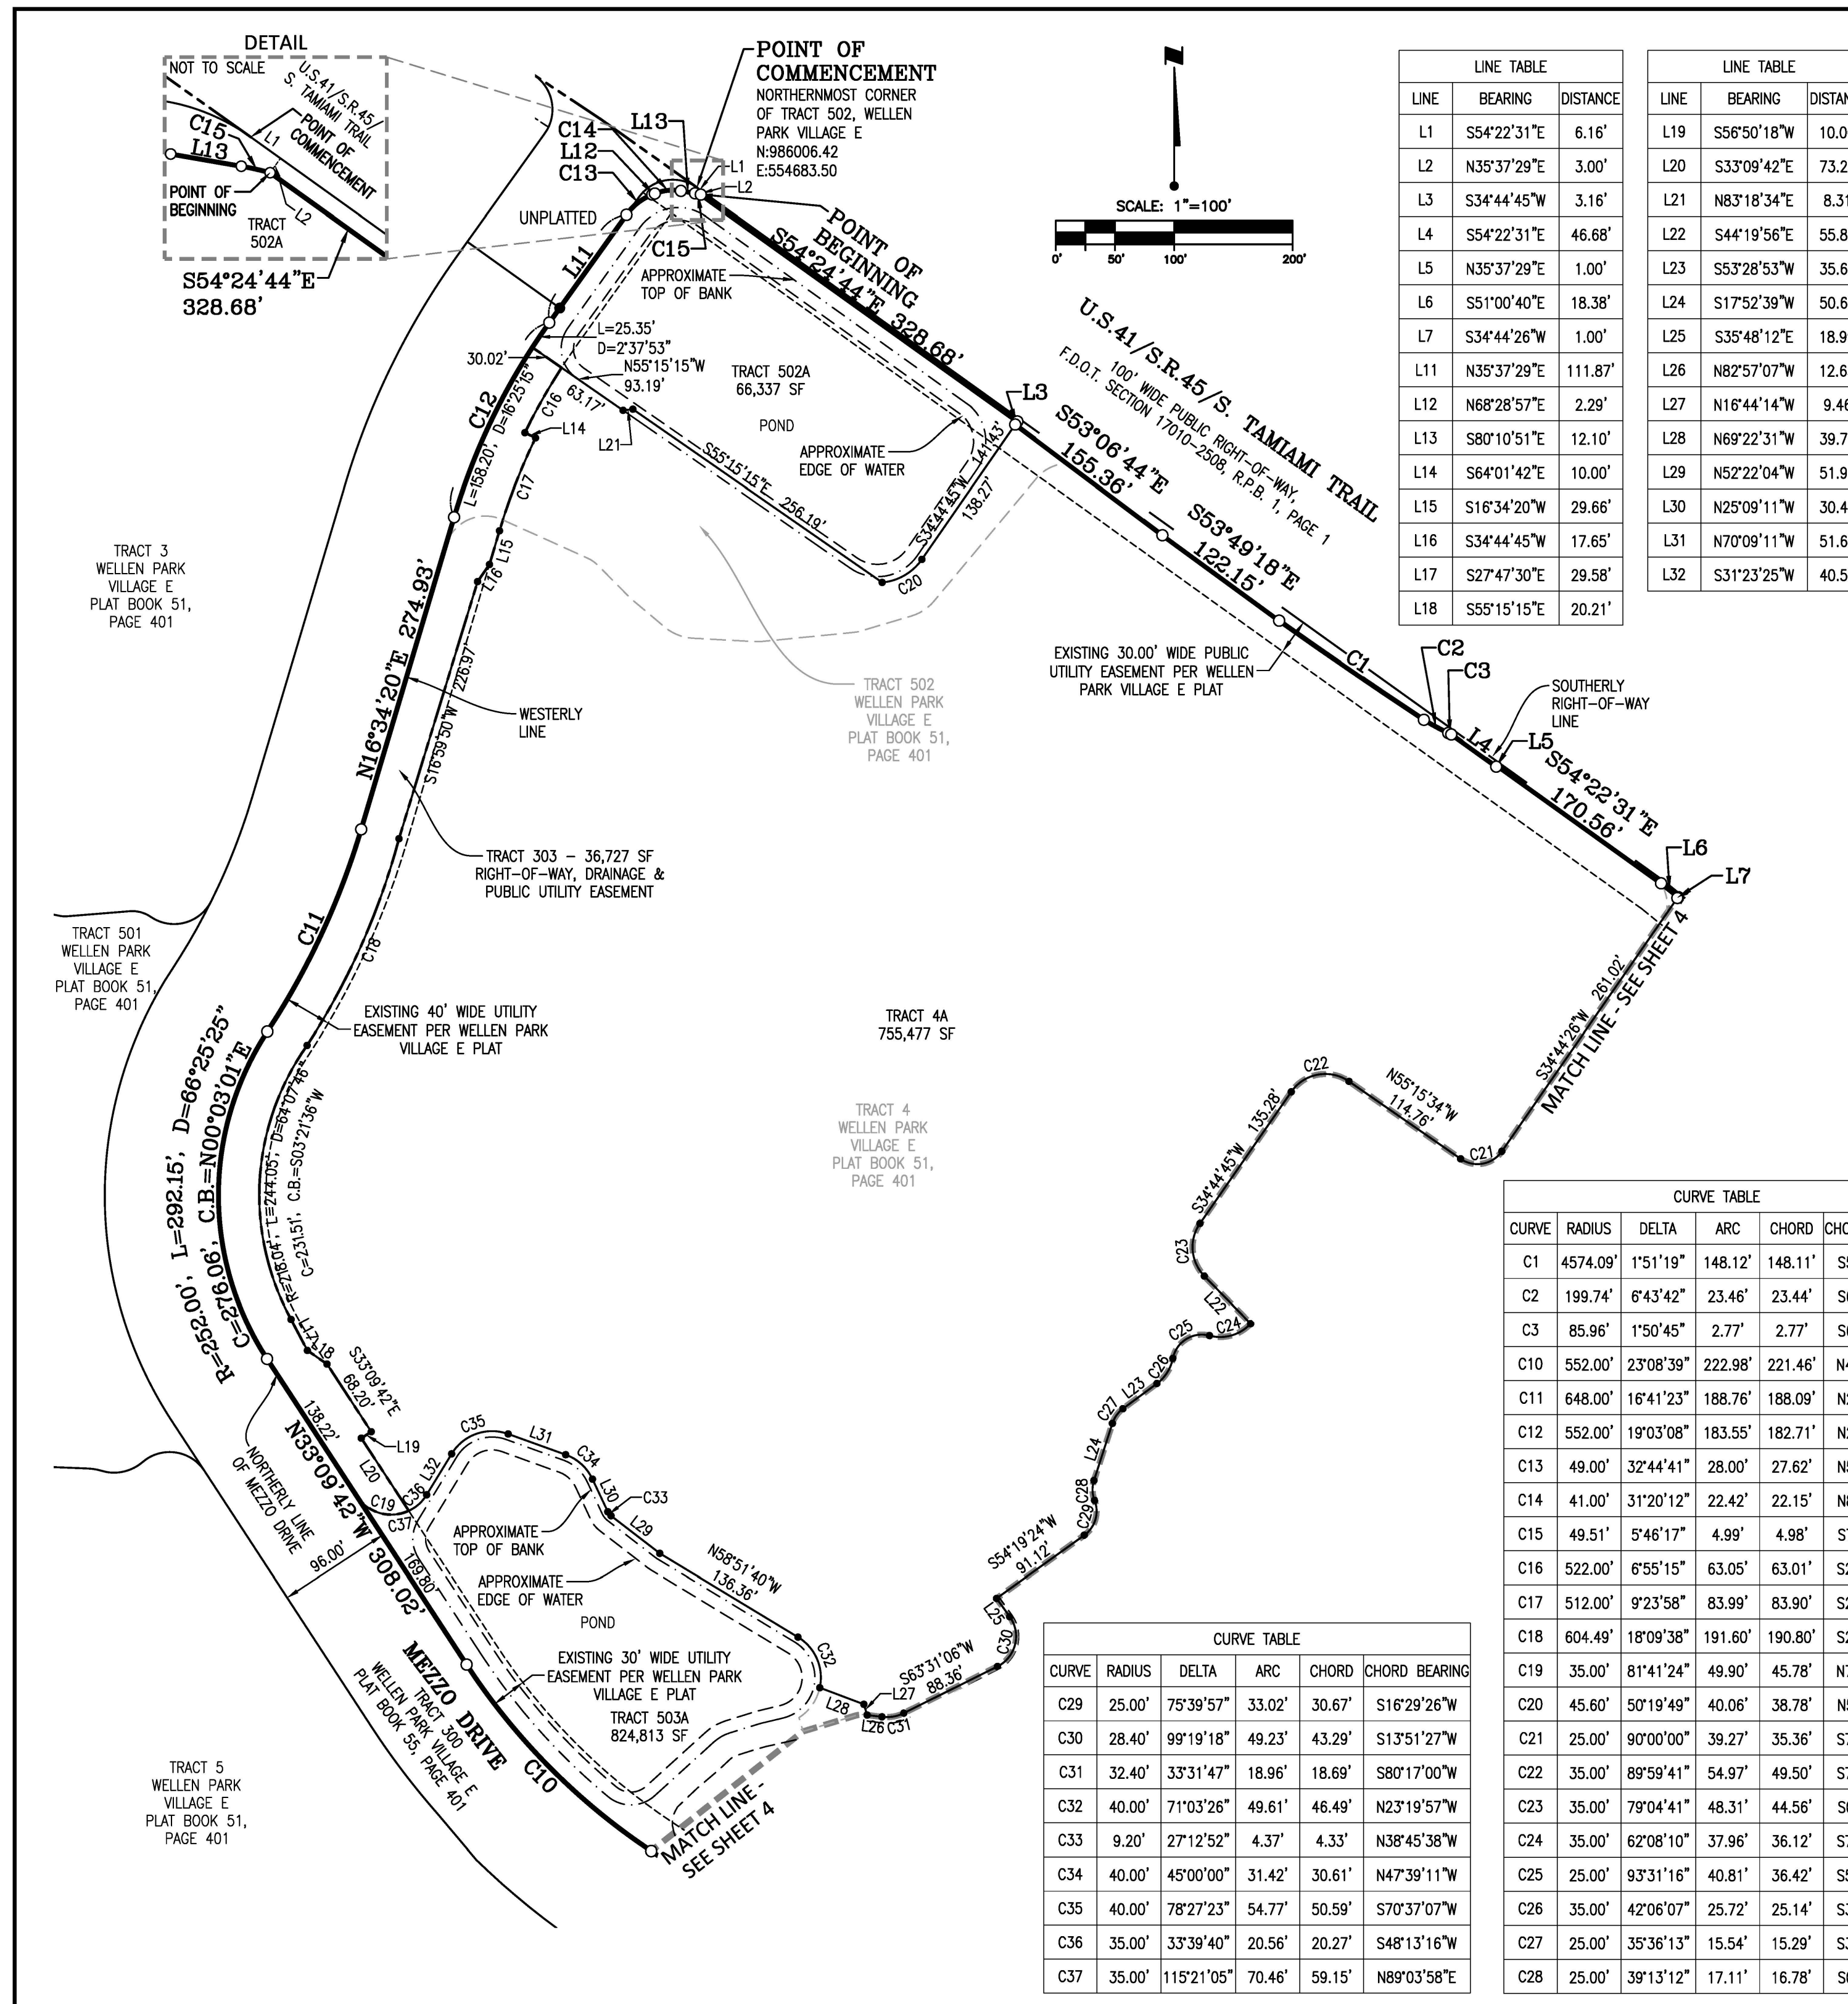 DETAIL
NOT TO SCALE
U.S.41/S.R.45/
S. TAMIAMI TRAIL
C15
L13
L1
POINT OF
COMMENCEMENT
POINT OF
BEGINNING
L2
TRACT
502A
S54°24'44"E
328.68'
POINT OF
COMMENCEMENT
NORTHERNMOST CORNER
OF TRACT 502, WELLEN
PARK VILLAGE E
N:986006.42
E:554683.50
C14
L13
L12
C13
L1
L2
UNPLATTED
C15
L11
POINT OF
BEGINNING
S54°24'44"E 328.68'
APPROXIMATE
TOP OF BANK
SCALE: 1"=100'
0' 50' 100' 200'
U.S.41/S.R.45/S. TAMIAMI TRAIL
100' WIDE PUBLIC RIGHT-OF-WAY,
F.D.O.T. SECTION 17010-2508, R.P.B. 1, PAGE 1
L=25.35'
D=2°37'53"
N55°15'15"W
93.19'
30.02'
63.17'
C12
L=158.20', D=16°25'15"
C16
L14
L21
C17
L15
L16
TRACT 502A
66,337 SF
POND
APPROXIMATE
EDGE OF WATER
S55°15'15"E 256.19'
S34°44'45"W 141.43'
138.27'
C20
L3
S53°06'44"E
155.36'
S53°49'18"E
122.15'
EXISTING 30.00' WIDE PUBLIC
UTILITY EASEMENT PER WELLEN
PARK VILLAGE E PLAT
C1
C2
C3
SOUTHERLY
RIGHT-OF-WAY
LINE
L4
L5
S54°22'31"E
170.56'
L6
L7
TRACT 3
WELLEN PARK
VILLAGE E
PLAT BOOK 51,
PAGE 401
TRACT 502
WELLEN PARK
VILLAGE E
PLAT BOOK 51,
PAGE 401
N16°34'20"E 274.93'
S16°59'50"W 226.97'
WESTERLY
LINE
TRACT 303 - 36,727 SF
RIGHT-OF-WAY, DRAINAGE &
PUBLIC UTILITY EASEMENT
C11
C18
TRACT 501
WELLEN PARK
VILLAGE E
PLAT BOOK 51,
PAGE 401
EXISTING 40' WIDE UTILITY
EASEMENT PER WELLEN PARK
VILLAGE E PLAT
TRACT 4A
755,477 SF
TRACT 4
WELLEN PARK
VILLAGE E
PLAT BOOK 51,
PAGE 401
S34°44'26"W 261.02'
MATCH LINE - SEE SHEET 4
R=252.00', L=292.15', D=66°25'25"
C=276.06', C.B.=N00°03'01"E
R=218.04', L=244.05', D=64°07'46"
C=231.51', C.B.=S03°21'36"W
C22
N55°15'34"W
114.76'
C21
S34°44'45"W 135.28'
C23
L22
C24
C25
C26
L23
C27
L24
C28
C29
S54°19'24"W
91.12'
L25
C30
S63°31'06"W
88.36'
C31
L26
L27
L28
C32
N58°51'40"W
136.36'
L29
C33
L30
C34
L31
C35
L32
C36
C37
C19
L17
L18
S33°09'42"E
68.20'
L19
L20
138.22'
N33°09'42"W 308.02'
NORTHERLY LINE
OF MEZZO DRIVE
96.00'
169.80'
APPROXIMATE
TOP OF BANK
APPROXIMATE
EDGE OF WATER
POND
EXISTING 30' WIDE UTILITY
EASEMENT PER WELLEN PARK
VILLAGE E PLAT
TRACT 503A
824,813 SF
MEZZO DRIVE
TRACT 300
WELLEN PARK VILLAGE E
PLAT BOOK 55, PAGE 401
C10
MATCH LINE -
SEE SHEET 4
TRACT 5
WELLEN PARK
VILLAGE E
PLAT BOOK 51,
PAGE 401
LINE TABLE
LINE BEARING DISTANCE
L1 S54°22'31"E 6.16'
L2 N35°37'29"E 3.00'
L3 S34°44'45"W 3.16'
L4 S54°22'31"E 46.68'
L5 N35°37'29"E 1.00'
L6 S51°00'40"E 18.38'
L7 S34°44'26"W 1.00'
L11 N35°37'29"E 111.87'
L12 N68°28'57"E 2.29'
L13 S80°10'51"E 12.10'
L14 S64°01'42"E 10.00'
L15 S16°34'20"W 29.66'
L16 S34°44'45"W 17.65'
L17 S27°47'30"E 29.58'
L18 S55°15'15"E 20.21'
LINE TABLE
LINE BEARING
L19 S56°50'18"W 10.0
L20 S33°09'42"E 73.2
L21 N83°18'34"E 8.31
L22 S44°19'56"E 55.8
L23 S53°28'53"W 35.6
L24 S17°52'39"W 50.6
L25 S35°48'12"E 18.9
L26 N82°57'07"W 12.6
L27 N16°44'14"W 9.46
L28 N69°22'31"W 39.7
L29 N52°22'04"W 51.9
L30 N25°09'11"W 30.4
L31 N70°09'11"W 51.6
L32 S31°23'25"W 40.5
CURVE TABLE
CURVE RADIUS DELTA ARC CHORD
C1 4574.09' 1°51'19" 148.12' 148.11'
C2 199.74' 6°43'42" 23.46' 23.44'
C3 85.96' 1°50'45" 2.77' 2.77'
C10 552.00' 23°08'39" 222.98' 221.46'
C11 648.00' 16°41'23" 188.76' 188.09'
C12 552.00' 19°03'08" 183.55' 182.71'
C13 49.00' 32°44'41" 28.00' 27.62'
C14 41.00' 31°20'12" 22.42' 22.15'
C15 49.51' 5°46'17" 4.99' 4.98'
C16 522.00' 6°55'15" 63.05' 63.01'
C17 512.00' 9°23'58" 83.99' 83.90'
C18 604.49' 18°09'38" 191.60' 190.80'
C19 35.00' 81°41'24" 49.90' 45.78'
C20 45.60' 50°19'49" 40.06' 38.78'
C21 25.00' 90°00'00" 39.27' 35.36'
C22 35.00' 89°59'41" 54.97' 49.50'
C23 35.00' 79°04'41" 48.31' 44.56'
C24 35.00' 62°08'10" 37.96' 36.12'
C25 25.00' 93°31'16" 40.81' 36.42'
C26 35.00' 42°06'07" 25.72' 25.14'
C27 25.00' 35°36'13" 15.54' 15.29'
C28 25.00' 39°13'12" 17.11' 16.78'
CURVE TABLE
CURVE RADIUS DELTA ARC CHORD CHORD BEARING
C29 25.00' 75°39'57" 33.02' 30.67' S16°29'26"W
C30 28.40' 99°19'18" 49.23' 43.29' S13°51'27"W
C31 32.40' 33°31'47" 18.96' 18.69' S80°17'00"W
C32 40.00' 71°03'26" 49.61' 46.49' N23°19'57"W
C33 9.20' 27°12'52" 4.37' 4.33' N38°45'38"W
C34 40.00' 45°00'00" 31.42' 30.61' N47°39'11"W
C35 40.00' 78°27'23" 54.77' 50.59' S70°37'07"W
C36 35.00' 33°39'40" 20.56' 20.27' S48°13'16"W
C37 35.00' 115°21'05" 70.46' 59.15' N89°03'58"E